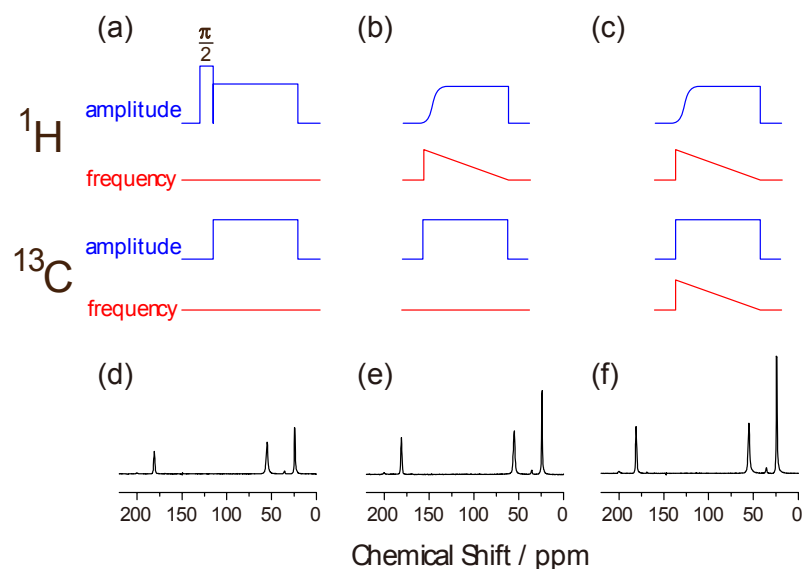 (a) (b) (c)
π
2
amplitude
¹H
frequency
amplitude
¹³C
frequency
(d) (e) (f)
200 150 100 50 0 200 150 100 50 0 200 150 100 50 0
Chemical Shift / ppm